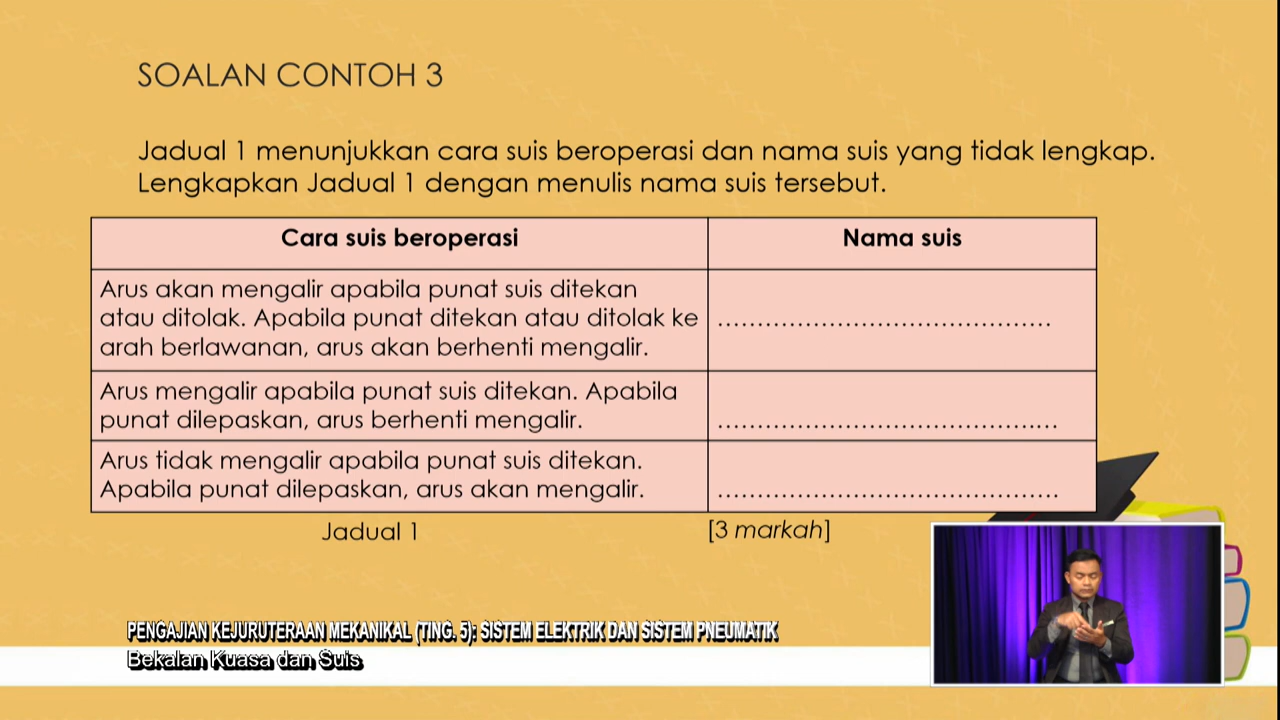 SOALAN CONTOH 3
Jadual 1 menunjukkan cara suis beroperasi dan nama suis yang tidak lengkap.
Lengkapkan Jadual 1 dengan menulis nama suis tersebut.
Cara suis beroperasi
Nama suis
Arus akan mengalir apabila punat suis ditekan
atau ditolak. Apabila punat ditekan atau ditolak ke
arah berlawanan, arus akan berhenti mengalir.
...........................................
Arus mengalir apabila punat suis ditekan. Apabila
punat dilepaskan, arus berhenti mengalir.
............................................
Arus tidak mengalir apabila punat suis ditekan.
Apabila punat dilepaskan, arus akan mengalir.
............................................
Jadual 1
[3 markah]
PENGAJIAN KEJURUTERAAN MEKANIKAL (TING. 5); SISTEM ELEKTRIK DAN SISTEM PNEUMATIK
Bekalan Kuasa dan Suis